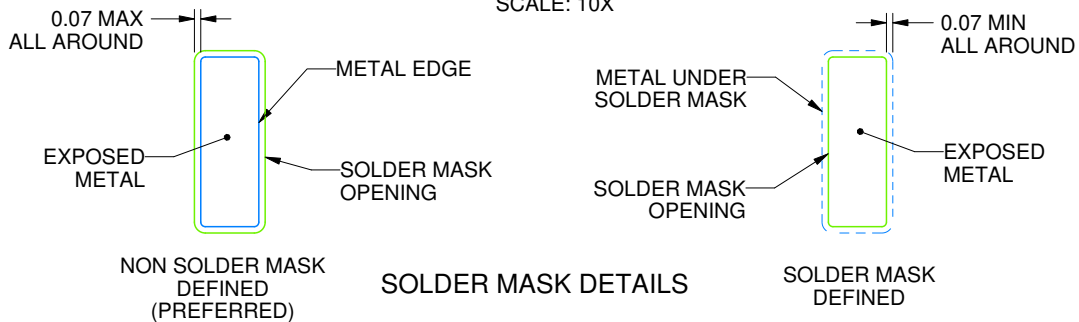 SCALE: 10X
0.07 MAX
ALL AROUND
METAL EDGE
EXPOSED
METAL
SOLDER MASK
OPENING
NON SOLDER MASK
DEFINED
(PREFERRED)
SOLDER MASK DETAILS
0.07 MIN
ALL AROUND
METAL UNDER
SOLDER MASK
SOLDER MASK
OPENING
EXPOSED
METAL
SOLDER MASK
DEFINED